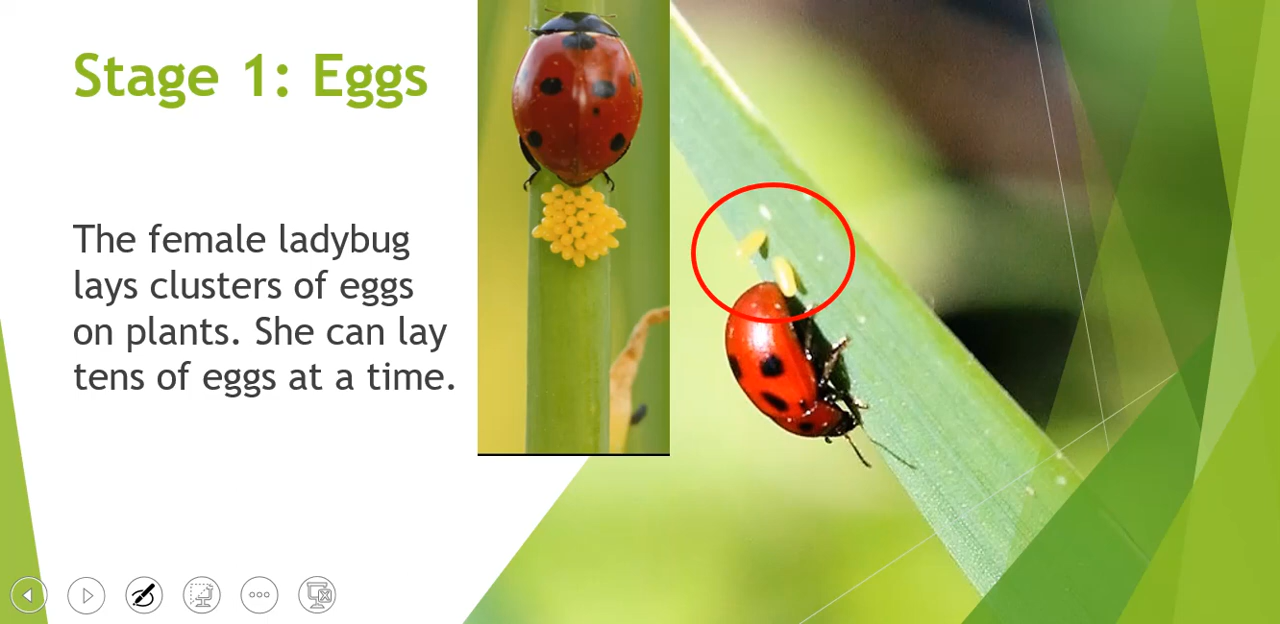 Stage 1: Eggs
The female ladybug
lays clusters of eggs
on plants. She can lay
tens of eggs at a time.